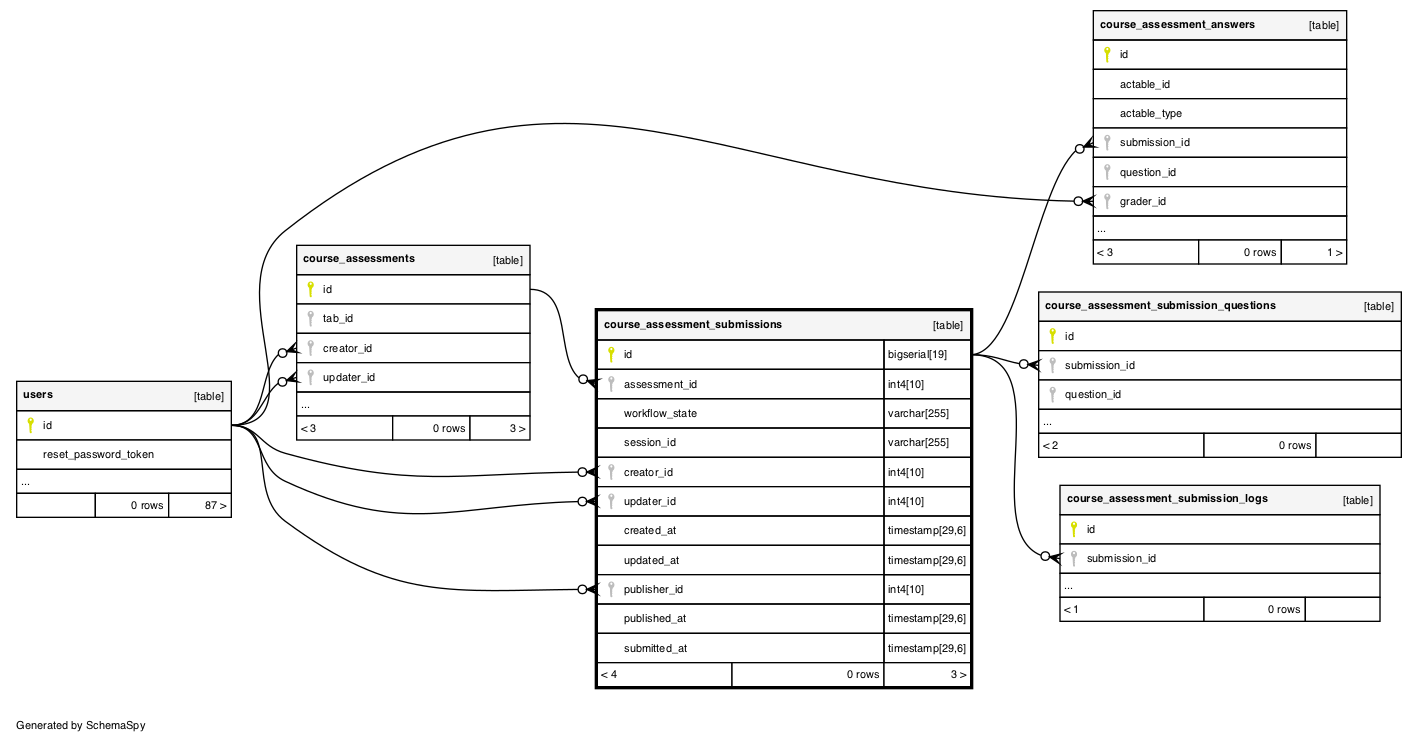 course_assessment_answers [table]
id
actable_id
actable_type
submission_id
question_id
grader_id
...
< 3 0 rows 1 >
course_assessments [table]
id
tab_id
creator_id
updater_id
...
< 3 0 rows 3 >
users [table]
id
reset_password_token
...
0 rows 87 >
course_assessment_submissions [table]
id bigserial[19]
assessment_id int4[10]
workflow_state varchar[255]
session_id varchar[255]
creator_id int4[10]
updater_id int4[10]
created_at timestamp[29,6]
updated_at timestamp[29,6]
publisher_id int4[10]
published_at timestamp[29,6]
submitted_at timestamp[29,6]
< 4 0 rows 3 >
course_assessment_submission_questions [table]
id
submission_id
question_id
...
< 2 0 rows
course_assessment_submission_logs [table]
id
submission_id
...
< 1 0 rows
Generated by SchemaSpy